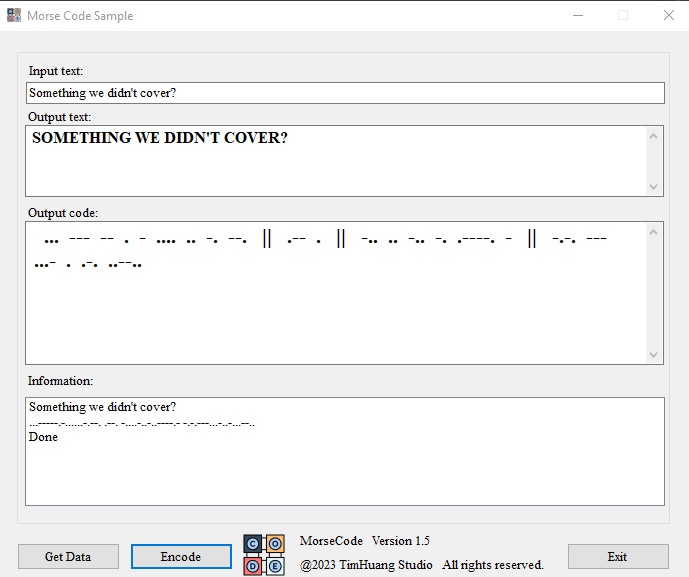 Morse Code Sample
Input text:
Something we didn't cover?
Output text:
SOMETHING WE DIDN'T COVER?
Output code:
... --- -- . - .... .. -. --. || .-- . || -.. .. -.. -. .----. - || -.-. ---
...- . .-. ..--..
Information:
Something we didn't cover?
...-----.-......-.--. .--. -....-..-..----.- -.-.---...-..-...--..
Done
Get Data
Encode
C O
D E
MorseCode Version 1.5
@2023 TimHuang Studio All rights reserved.
Exit